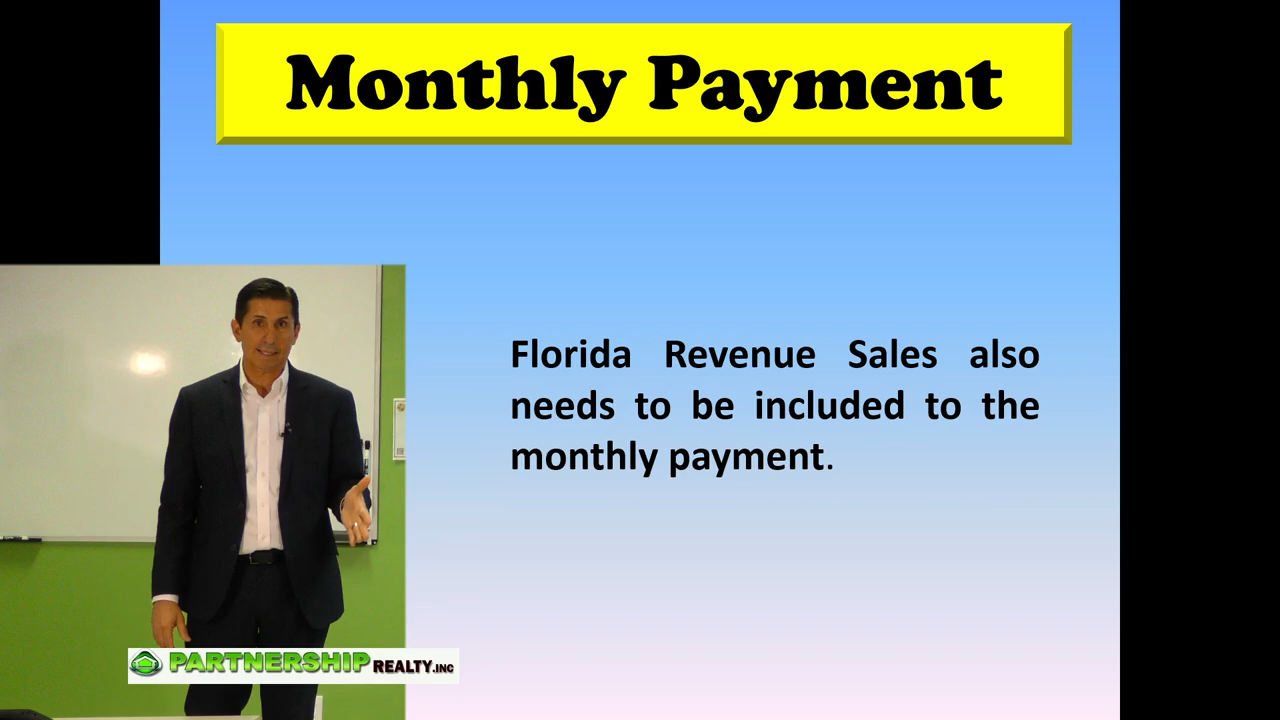 Monthly Payment
Florida Revenue Sales also
needs to be included to the
monthly payment.
PARTNERSHIP REALTY.INC